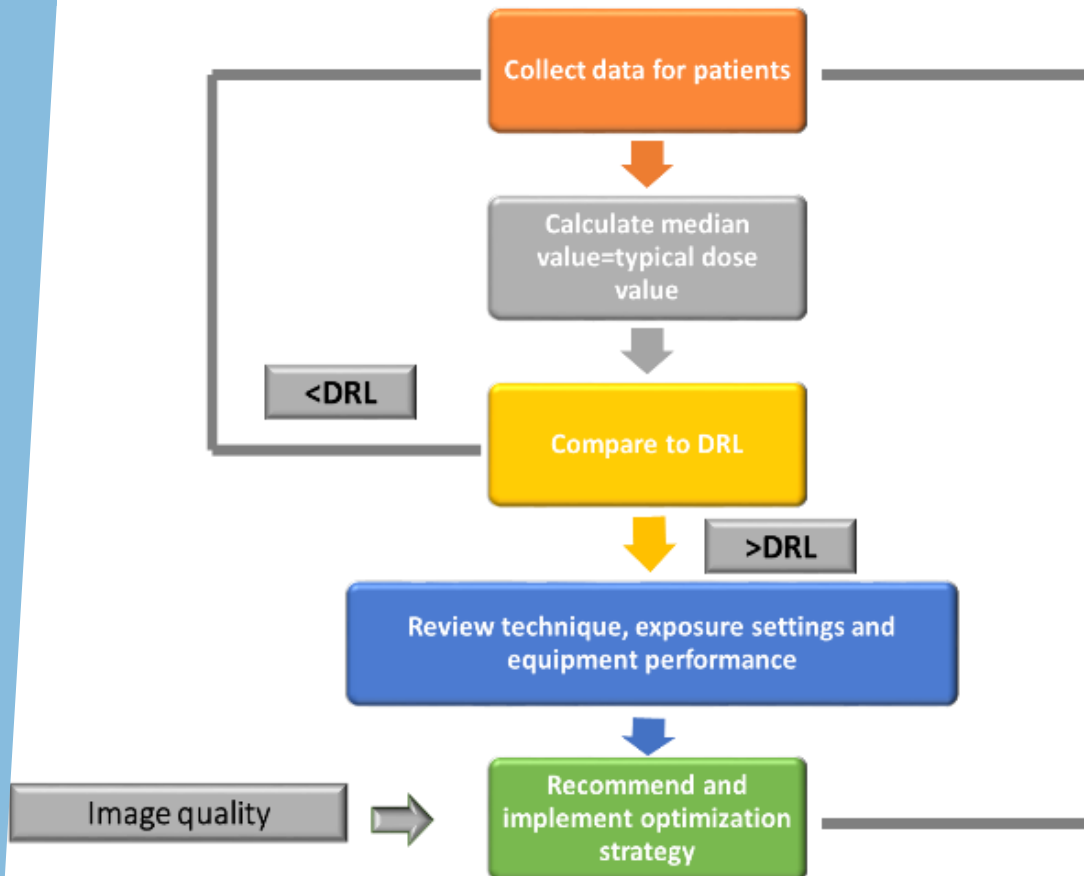 Collect data for patients
Calculate median
value=typical dose
value
<DRL
Compare to DRL
>DRL
Review technique, exposure settings and
equipment performance
Image quality
Recommend and
implement optimization
strategy